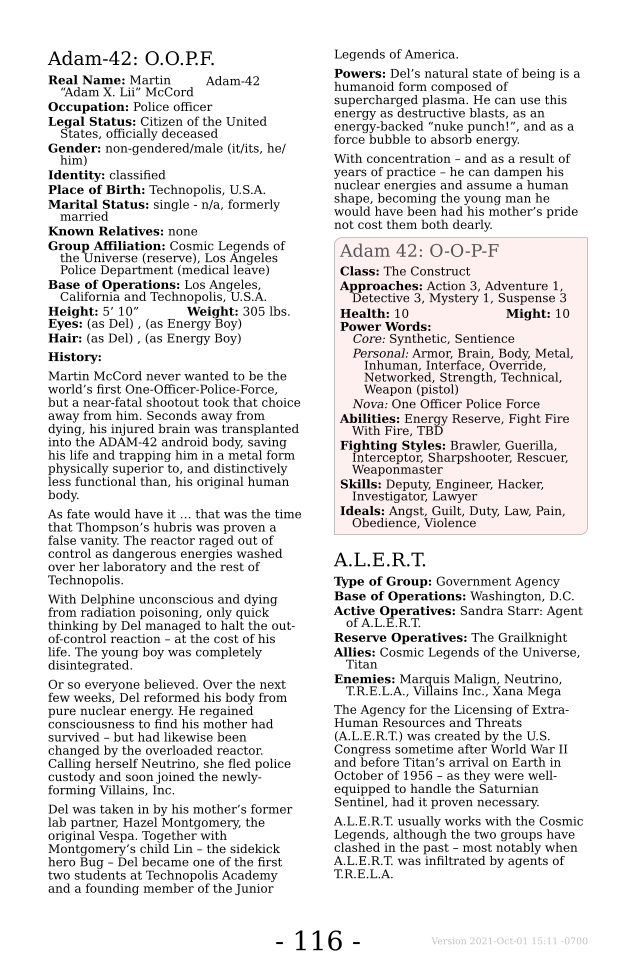 Adam-42: O.O.P.F.
Real Name: Martin Adam-42
“Adam X. Lii” McCord
Occupation: Police officer
Legal Status: Citizen of the United
States, officially deceased
Gender: non-gendered/male (it/its, he/
him)
Identity: classified
Place of Birth: Technopolis, U.S.A.
Marital Status: single - n/a, formerly
married
Known Relatives: none
Group Affiliation: Cosmic Legends of
the Universe (reserve), Los Angeles
Police Department (medical leave)
Base of Operations: Los Angeles,
California and Technopolis, U.S.A.
Height: 5’ 10” Weight: 305 lbs.
Eyes: (as Del) , (as Energy Boy)
Hair: (as Del) , (as Energy Boy)
History:
Martin McCord never wanted to be the
world’s first One-Officer-Police-Force,
but a near-fatal shootout took that choice
away from him. Seconds away from
dying, his injured brain was transplanted
into the ADAM-42 android body, saving
his life and trapping him in a metal form
physically superior to, and distinctively
less functional than, his original human
body.
As fate would have it … that was the time
that Thompson’s hubris was proven a
false vanity. The reactor raged out of
control as dangerous energies washed
over her laboratory and the rest of
Technopolis.
With Delphine unconscious and dying
from radiation poisoning, only quick
thinking by Del managed to halt the out-
of-control reaction – at the cost of his
life. The young boy was completely
disintegrated.
Or so everyone believed. Over the next
few weeks, Del reformed his body from
pure nuclear energy. He regained
consciousness to find his mother had
survived – but had likewise been
changed by the overloaded reactor.
Calling herself Neutrino, she fled police
custody and soon joined the newly-
forming Villains, Inc.
Del was taken in by his mother’s former
lab partner, Hazel Montgomery, the
original Vespa. Together with
Montgomery’s child Lin – the sidekick
hero Bug – Del became one of the first
two students at Technopolis Academy
and a founding member of the Junior
Legends of America.
Powers: Del’s natural state of being is a
humanoid form composed of
supercharged plasma. He can use this
energy as destructive blasts, as an
energy-backed “nuke punch!”, and as a
force bubble to absorb energy.
With concentration – and as a result of
years of practice – he can dampen his
nuclear energies and assume a human
shape, becoming the young man he
would have been had his mother’s pride
not cost them both dearly.
Adam 42: O-O-P-F
Class: The Construct
Approaches: Action 3, Adventure 1,
Detective 3, Mystery 1, Suspense 3
Health: 10 Might: 10
Power Words:
Core: Synthetic, Sentience
Personal: Armor, Brain, Body, Metal,
Inhuman, Interface, Override,
Networked, Strength, Technical,
Weapon (pistol)
Nova: One Officer Police Force
Abilities: Energy Reserve, Fight Fire
With Fire, TBD
Fighting Styles: Brawler, Guerilla,
Interceptor, Sharpshooter, Rescuer,
Weaponmaster
Skills: Deputy, Engineer, Hacker,
Investigator, Lawyer
Ideals: Angst, Guilt, Duty, Law, Pain,
Obedience, Violence
A.L.E.R.T.
Type of Group: Government Agency
Base of Operations: Washington, D.C.
Active Operatives: Sandra Starr: Agent
of A.L.E.R.T.
Reserve Operatives: The Grailknight
Allies: Cosmic Legends of the Universe,
Titan
Enemies: Marquis Malign, Neutrino,
T.R.E.L.A., Villains Inc., Xana Mega
The Agency for the Licensing of Extra-
Human Resources and Threats
(A.L.E.R.T.) was created by the U.S.
Congress sometime after World War II
and before Titan’s arrival on Earth in
October of 1956 – as they were well-
equipped to handle the Saturnian
Sentinel, had it proven necessary.
A.L.E.R.T. usually works with the Cosmic
Legends, although the two groups have
clashed in the past – most notably when
A.L.E.R.T. was infiltrated by agents of
T.R.E.L.A.
- 116 -
Version 2021-Oct-01 15:11 -0700